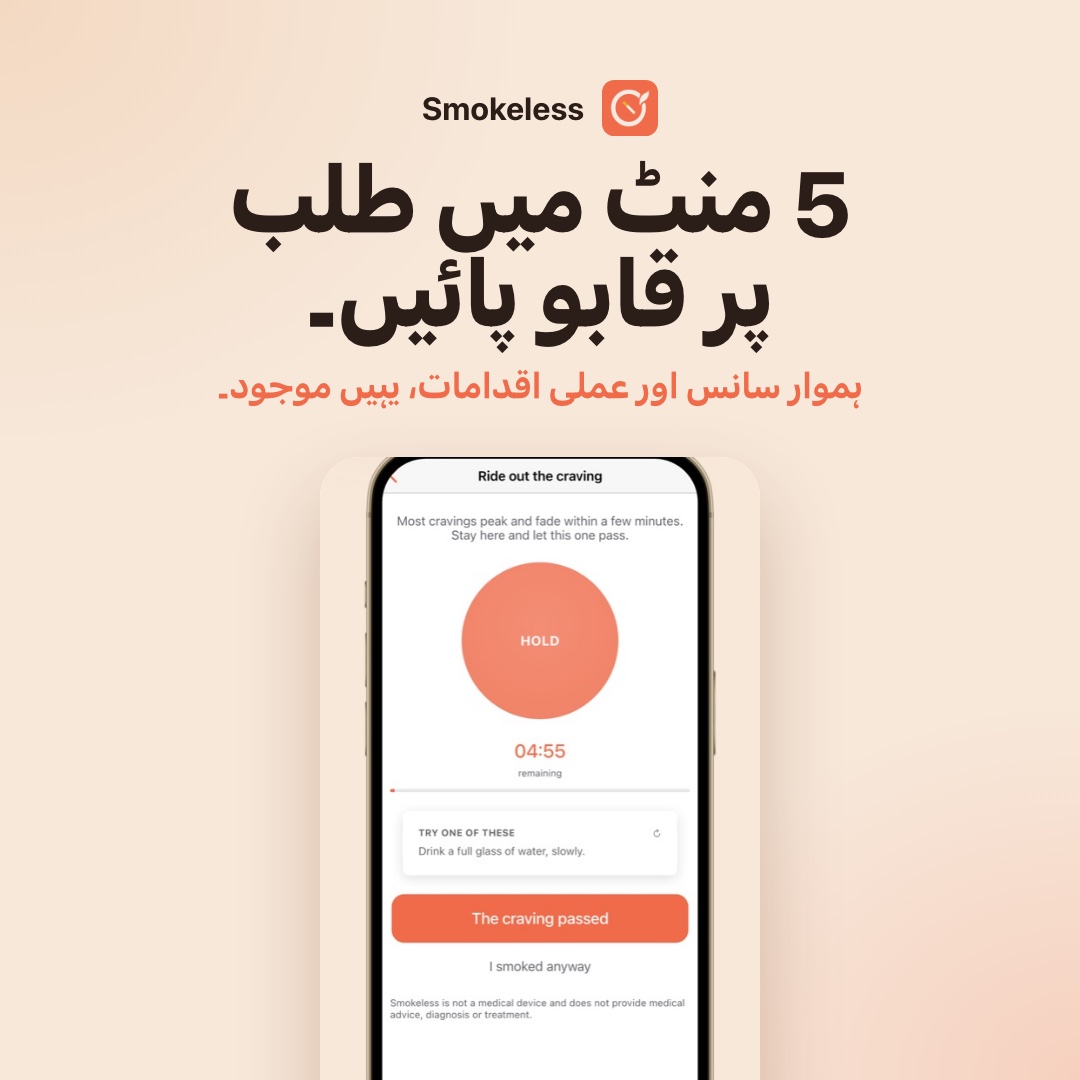 Smokeless
5 منٹ میں طلب
پر قابو پائیں۔
ہموار سانس اور عملی اقدامات، یہیں موجود۔
Ride out the craving
Most cravings peak and fade within a few minutes.
Stay here and let this one pass.
HOLD
04:55
remaining
TRY ONE OF THESE
Drink a full glass of water, slowly.
The craving passed
I smoked anyway
Smokeless is not a medical device and does not provide medical
advice, diagnosis or treatment.